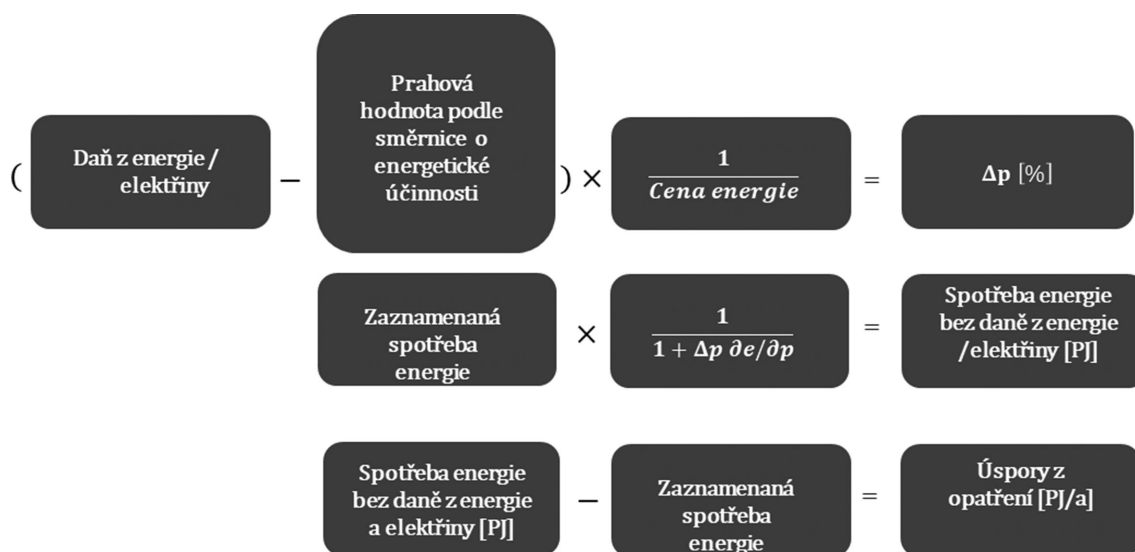 (
Daň z energie /
elektřiny
−
Prahová
hodnota podle
směrnice o
energetické
účinnosti
) ×
1
Cena energie
=
Δp [%]
Zaznamenaná
spotřeba
energie
×
1
1 + Δp ∂e/∂p
=
Spotřeba energie
bez daně z energie
/elektřiny [PJ]
Spotřeba energie
bez daně z energie
a elektřiny [PJ]
−
Zaznamenaná
spotřeba
energie
=
Úspory z
opatření [PJ/a]